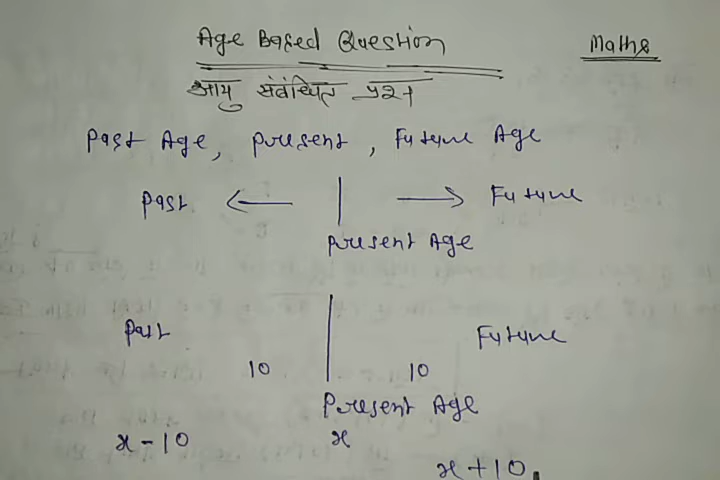 Age Based Question
Maths
आयु संबंधित प्रश्न
Past Age, Present, Future Age
Past ← | → Future
Present Age
Past | Future
10 10
Present Age
x - 10 x
x + 10